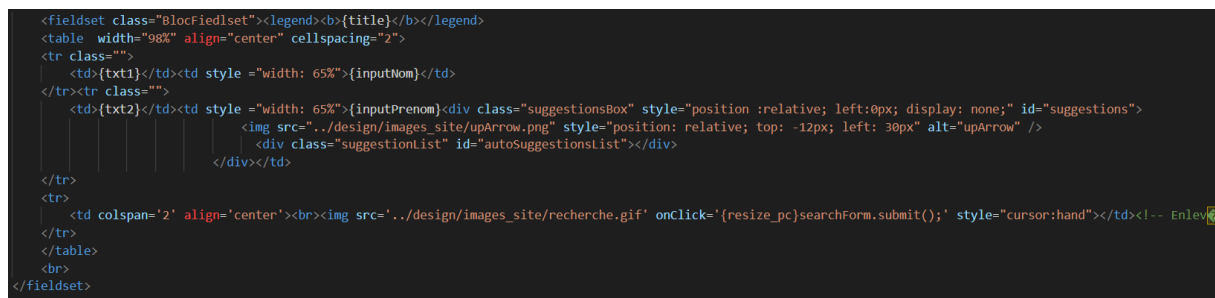 <fieldset class="BlocFiedlset"><legend><b>{title}</b></legend>
<table  width="98%" align="center" cellspacing="2">
<tr class="">
<td>{txt1}</td><td style ="width: 65%">{inputNom}</td>
</tr><tr class="">
<td>{txt2}</td><td style ="width: 65%">{inputPrenom}<div class="suggestionsBox" style="position :relative; left:0px; display: none;" id="suggestions">
<img src="../design/images_site/upArrow.png" style="position: relative; top: -12px; left: 30px" alt="upArrow" />
<div class="suggestionList" id="autoSuggestionsList"></div>
</div></td>
</tr>
<tr>
<td colspan='2' align='center'><br><img src='../design/images_site/recherche.gif' onClick='{resize_pc}searchForm.submit();' style="cursor:hand"></td><!-- Enlev�
</tr>
</table>
<br>
</fieldset>